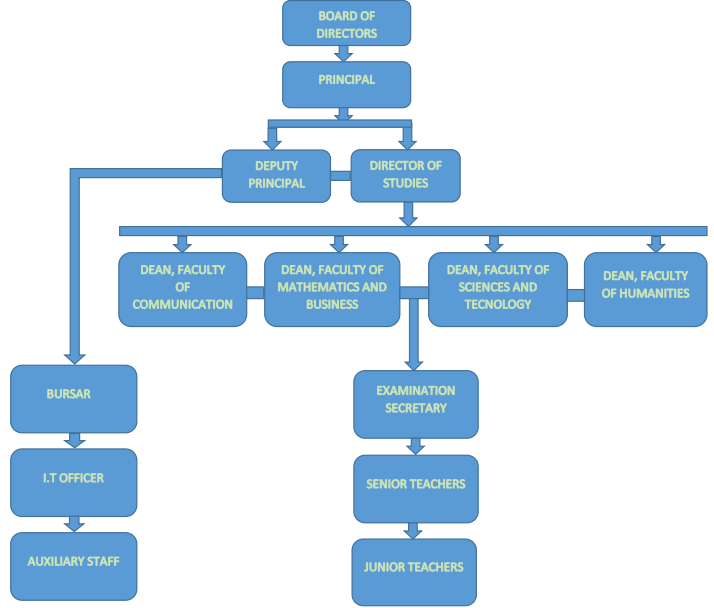 BOARD OF
DIRECTORS
PRINCIPAL
DEPUTY
PRINCIPAL
DIRECTOR OF
STUDIES
DEAN, FACULTY
OF
COMMUNICATION
DEAN, FACULTY OF
MATHEMATICS AND
BUSINESS
DEAN, FACULTY OF
SCIENCES AND
TECNOLOGY
DEAN, FACULTY
OF HUMANITIES
BURSAR
EXAMINATION
SECRETARY
I.T OFFICER
SENIOR TEACHERS
AUXILIARY STAFF
JUNIOR TEACHERS